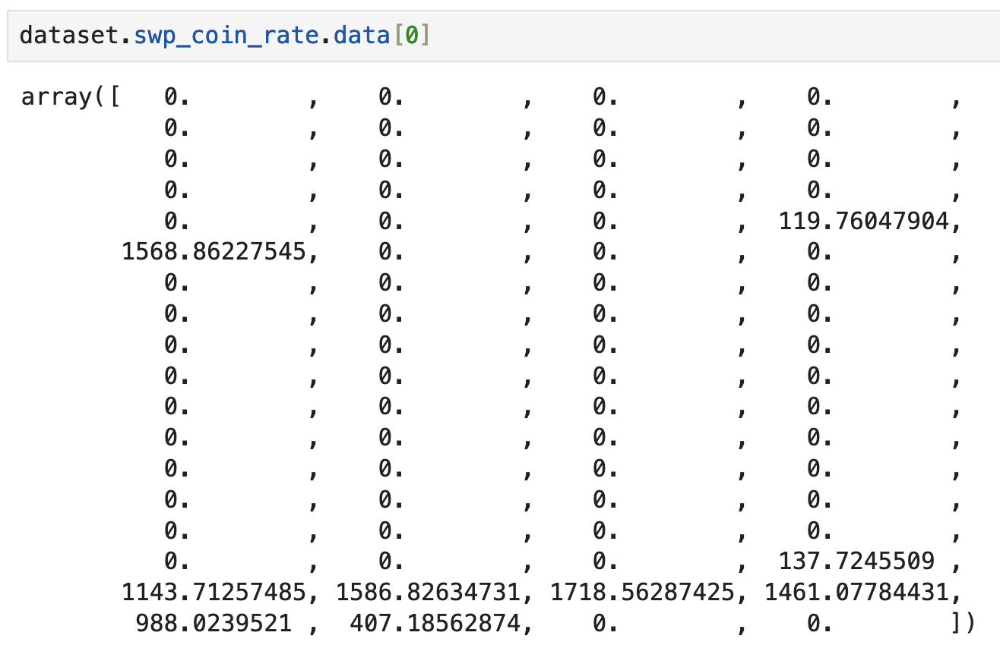 dataset.swp_coin_rate.data[0]
array([   0.        ,    0.        ,    0.        ,    0.        ,
          0.        ,    0.        ,    0.        ,    0.        ,
          0.        ,    0.        ,    0.        ,    0.        ,
          0.        ,    0.        ,    0.        ,    0.        ,
          0.        ,    0.        ,    0.        ,  119.76047904,
       1568.86227545,    0.        ,    0.        ,    0.        ,
          0.        ,    0.        ,    0.        ,    0.        ,
          0.        ,    0.        ,    0.        ,    0.        ,
          0.        ,    0.        ,    0.        ,    0.        ,
          0.        ,    0.        ,    0.        ,    0.        ,
          0.        ,    0.        ,    0.        ,    0.        ,
          0.        ,    0.        ,    0.        ,    0.        ,
          0.        ,    0.        ,    0.        ,    0.        ,
          0.        ,    0.        ,    0.        ,    0.        ,
          0.        ,    0.        ,    0.        ,    0.        ,
          0.        ,    0.        ,    0.        ,  137.7245509 ,
       1143.71257485, 1586.82634731, 1718.56287425, 1461.07784431,
        988.0239521 ,  407.18562874,    0.        ,    0.        ])